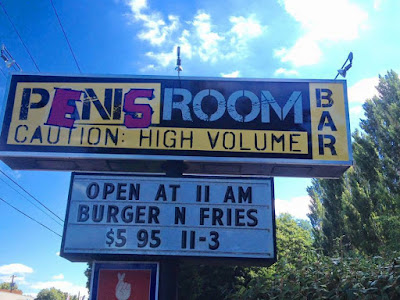 PENIS ROOM BAR
CAUTION: HIGH VOLUME
OPEN AT 11 AM
BURGER N FRIES
$5 95 11-3